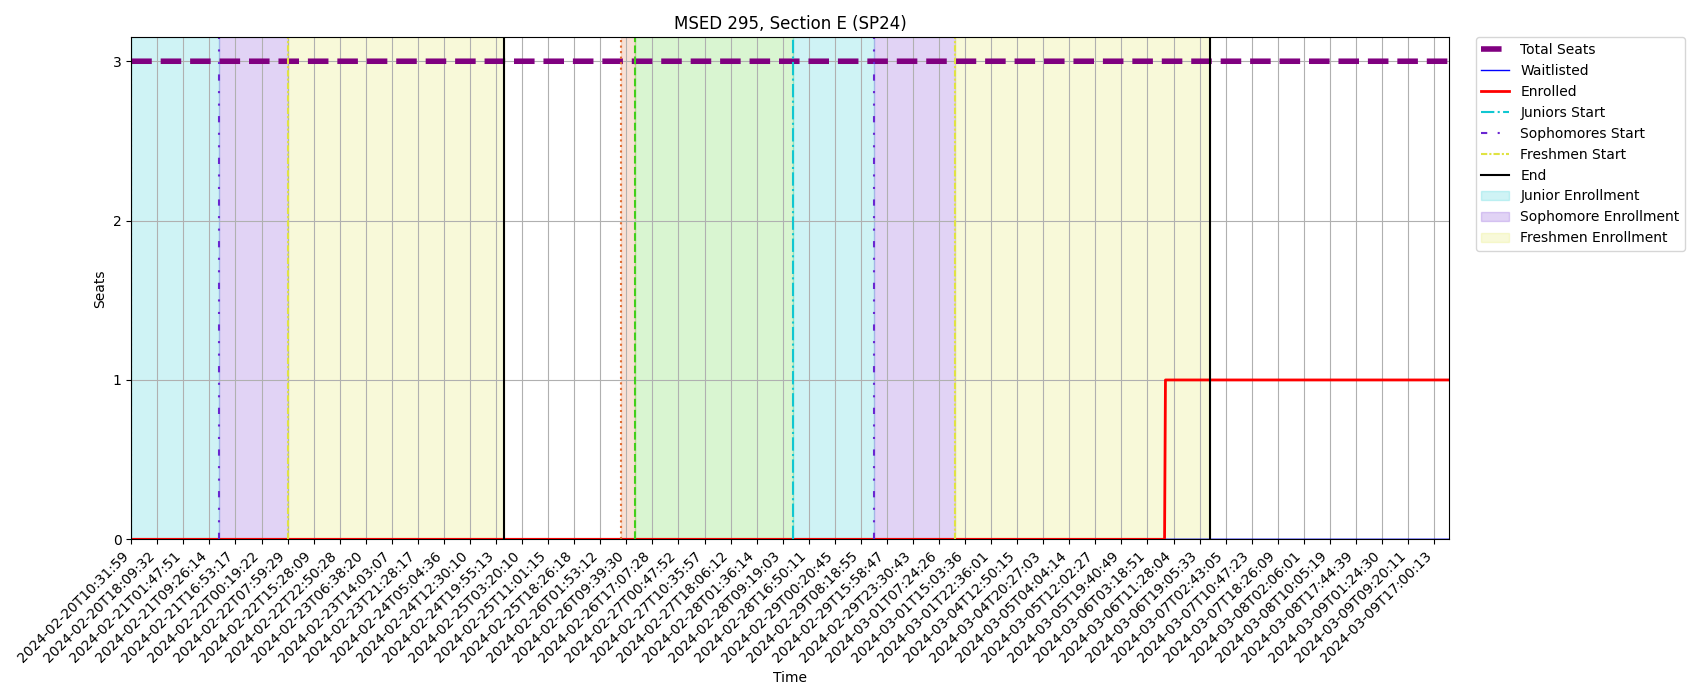 MSED 295, Section E (SP24)
Total Seats
Waitlisted
Enrolled
Juniors Start
Sophomores Start
Freshmen Start
End
Junior Enrollment
Sophomore Enrollment
Freshmen Enrollment
Seats
3
2
1
0
2024-02-20T10:31:59
2024-02-20T18:09:32
2024-02-21T01:47:51
2024-02-21T09:26:14
2024-02-21T16:53:17
2024-02-22T00:19:22
2024-02-22T07:59:29
2024-02-22T15:28:09
2024-02-22T22:50:28
2024-02-23T06:38:20
2024-02-23T14:03:07
2024-02-23T21:28:17
2024-02-24T05:04:36
2024-02-24T12:30:10
2024-02-24T19:55:13
2024-02-25T03:20:10
2024-02-25T11:01:15
2024-02-25T18:26:18
2024-02-26T01:53:12
2024-02-26T09:39:30
2024-02-26T17:07:28
2024-02-27T00:47:52
2024-02-27T10:35:57
2024-02-27T18:06:12
2024-02-28T01:36:14
2024-02-28T09:19:03
2024-02-28T16:50:11
2024-02-29T00:20:45
2024-02-29T08:18:55
2024-02-29T15:58:47
2024-02-29T23:30:43
2024-03-01T07:24:26
2024-03-01T15:03:36
2024-03-01T22:36:01
2024-03-04T12:50:15
2024-03-04T20:27:03
2024-03-05T04:04:14
2024-03-05T12:02:27
2024-03-05T19:40:49
2024-03-06T03:18:51
2024-03-06T11:28:04
2024-03-06T19:05:33
2024-03-07T02:43:05
2024-03-07T10:47:23
2024-03-07T18:26:09
2024-03-08T02:06:01
2024-03-08T10:05:19
2024-03-08T17:44:39
2024-03-09T01:24:30
2024-03-09T09:20:11
2024-03-09T17:00:13
Time